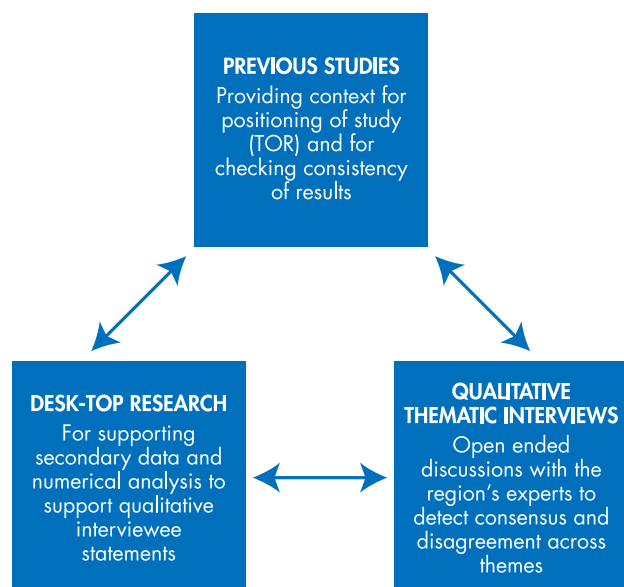 PREVIOUS STUDIES
Providing context for
positioning of study
(TOR) and for
checking consistency
of results
DESK-TOP RESEARCH
For supporting
secondary data and
numerical analysis to
support qualitative
interviewee
statements
QUALITATIVE
THEMATIC INTERVIEWS
Open ended
discussions with the
region's experts to
detect consensus and
disagreement across
themes